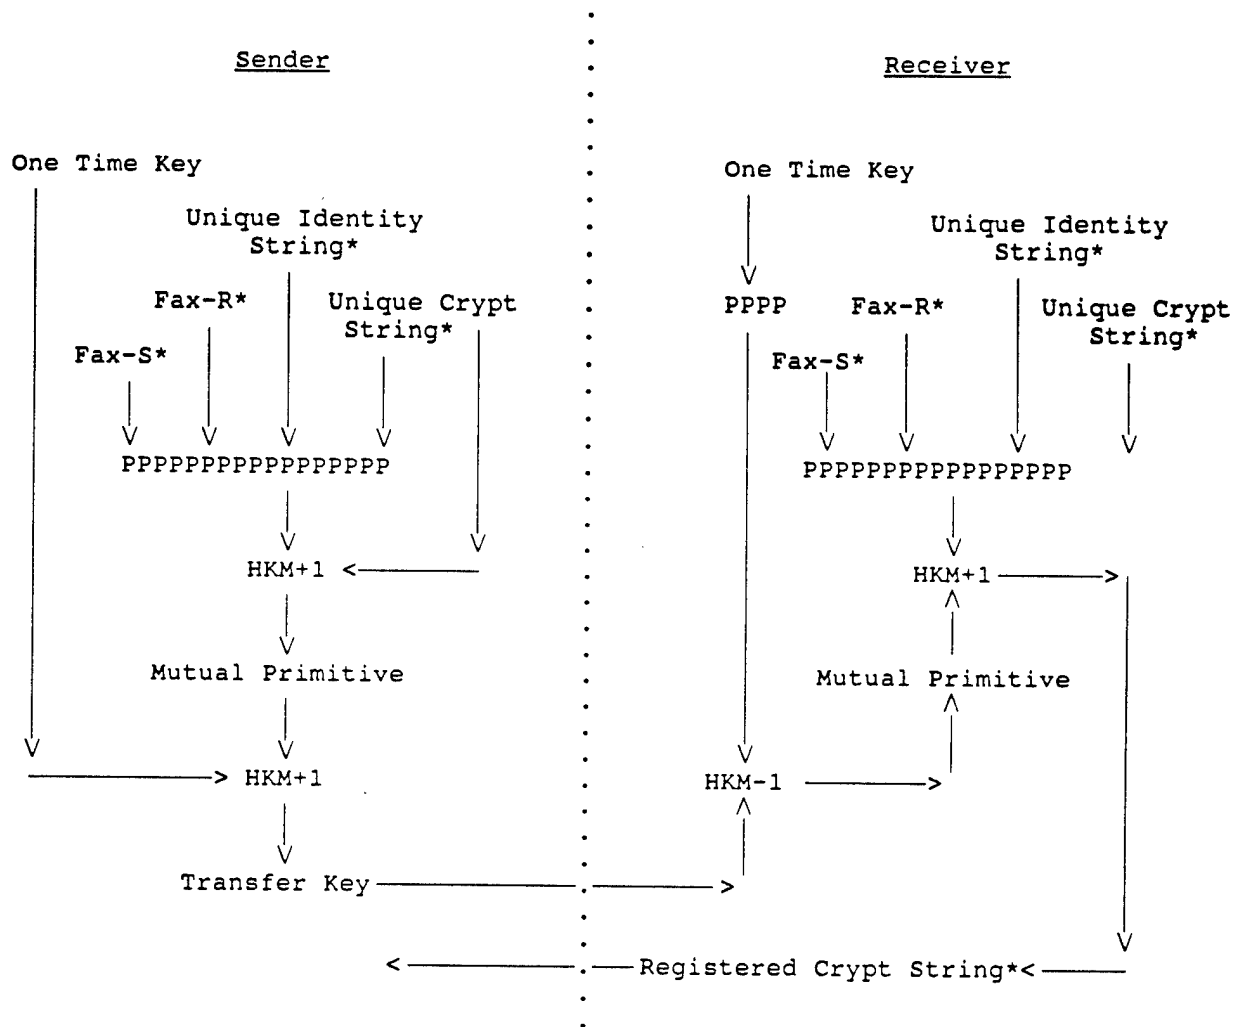 Sender
Receiver
One Time Key
One Time Key
Unique Identity
String*
Unique Identity
String*
Fax-R*
Unique Crypt
String*
PPPP
Fax-R*
Unique Crypt
String*
Fax-S*
Fax-S*
PPPPPPPPPPPPPPPPP
PPPPPPPPPPPPPPPPP
HKM+1
HKM+1
Mutual Primitive
Mutual Primitive
HKM+1
HKM-1
Transfer Key
Registered Crypt String*